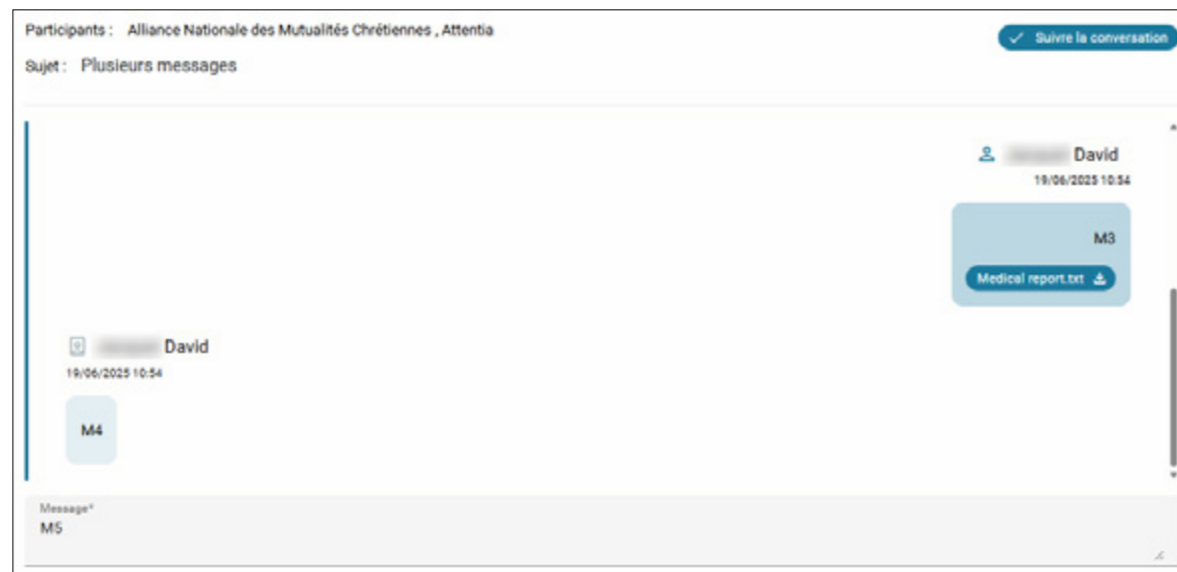 Participants : Alliance Nationale des Mutualités Chrétiennes , Attentia
Suivre la conversation
Sujet : Plusieurs messages
David
19/06/2025 10:54
M3
Medical report.txt
David
19/06/2025 10:54
M4
Message*
M5